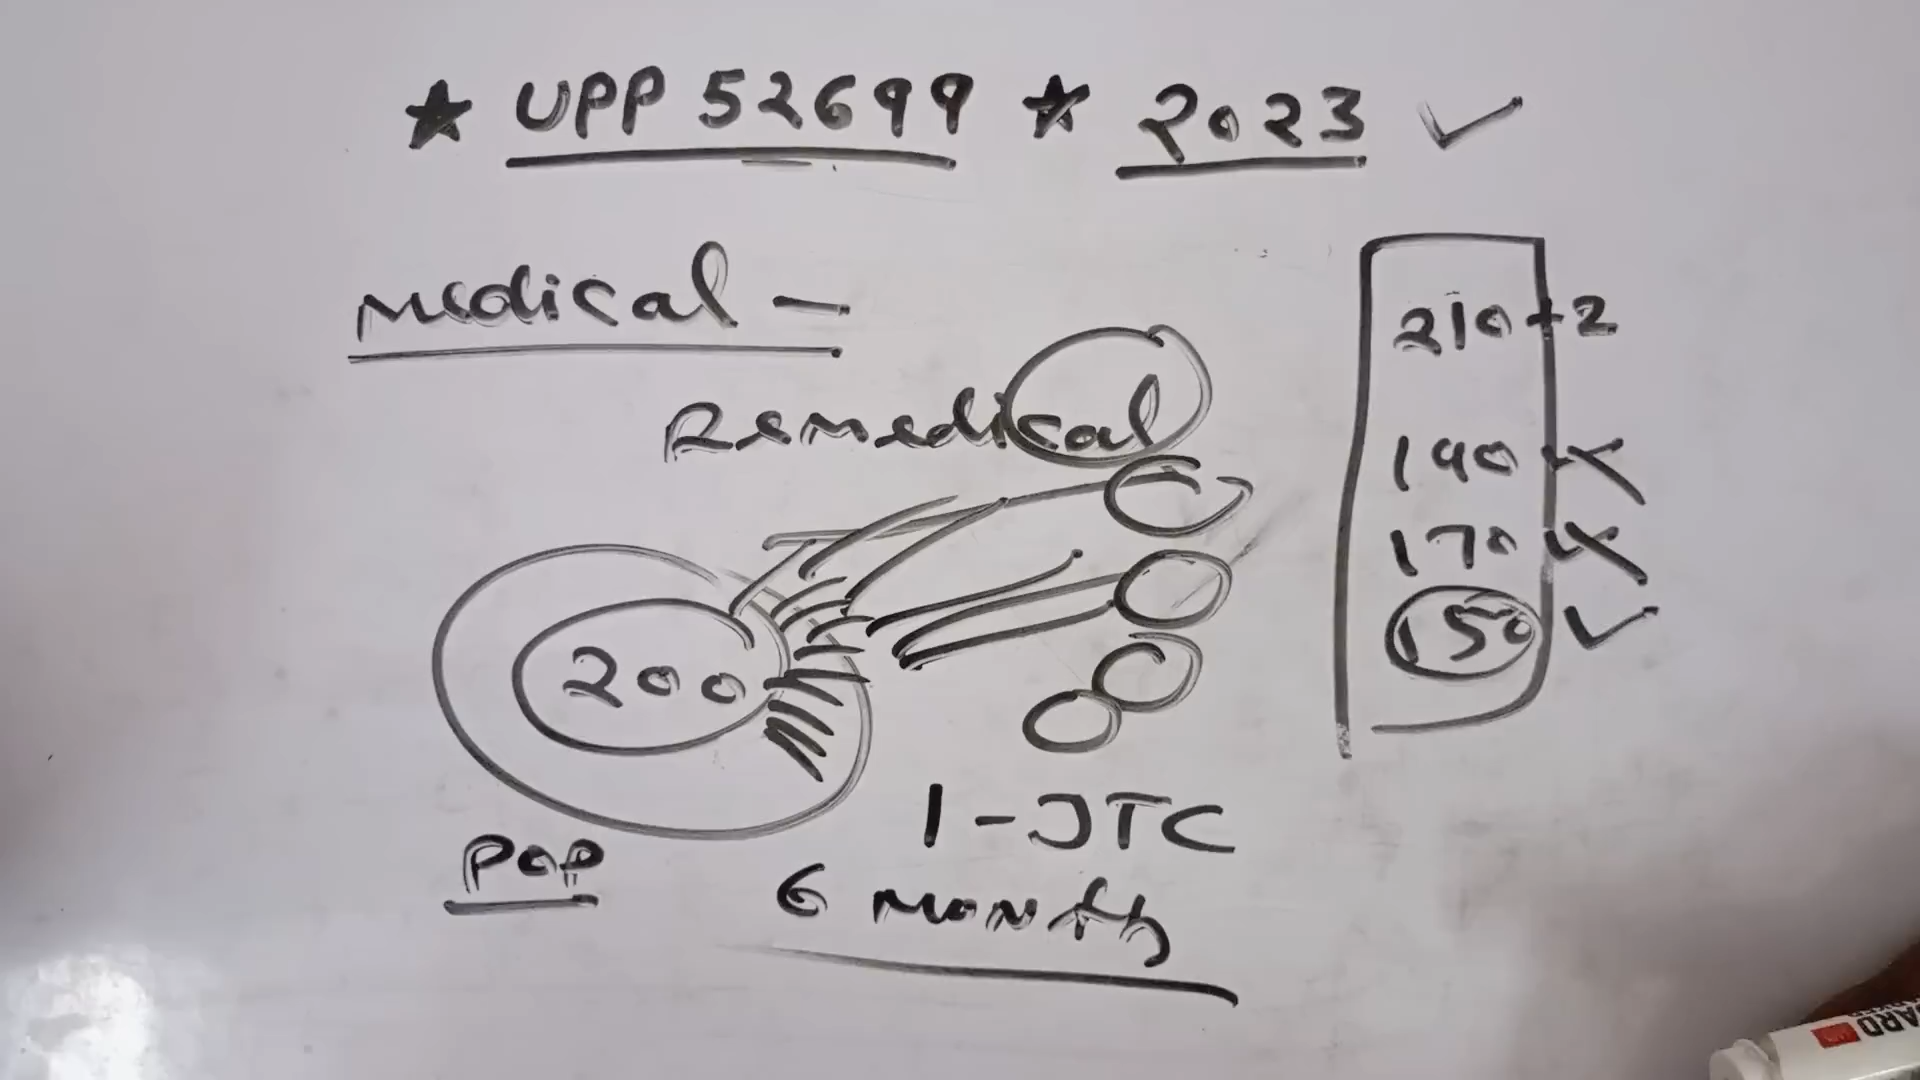 ★ UPP 52699 ★ 2023 ✓
Medical -
Remedical
210+2
190 X
170 X
150 ✓
200
POP
1 - JTC
6 Month